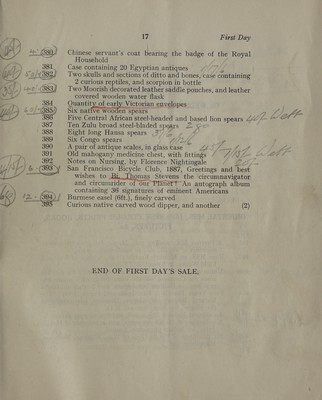 17 First Day
380 Chinese servant's coat bearing the badge of the Royal
Household
381 Case containing 20 Egyptian antiques
382 Two skulls and sections of ditto and bones, case containing
2 curious reptiles, and scorpion in bottle
383 Two Moorish decorated leather saddle pouches, and leather
covered wooden water flask
384 Quantity of early Victorian envelopes
385 Six native wooden spears
386 Five Central African steel-headed and based lion spears
387 Ten Zulu broad steel-bladed spears
388 Eight long Hausa spears
389 Six Congo spears
390 A pair of antique scales, in glass case
391 Old mahogany medicine chest, with fittings
392 Notes on Nursing, by Florence Nightingale
393 San Francisco Bicycle Club, 1887, Greetings and best
wishes to Bi. Thomas Stevens the circumnavigator
and circumrider of our Planet! An autograph album
containing 36 signatures of eminent Americans
394 Burmese easel (6ft.), finely carved
395 Curious native carved wood dipper, and another (2)
END OF FIRST DAY'S SALE.